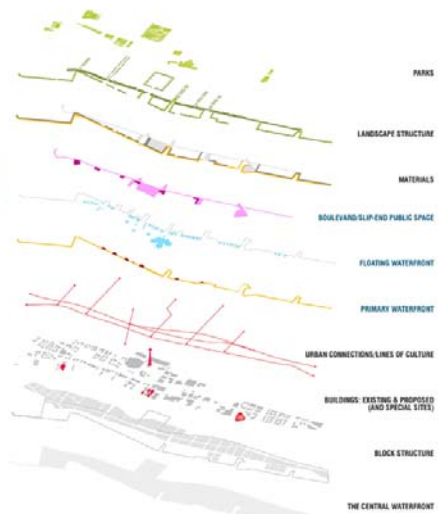 PARKS
LANDSCAPE STRUCTURE
MATERIALS
BOULEVARD/SLIP-END PUBLIC SPACE
FLOATING WATERFRONT
PRIMARY WATERFRONT
URBAN CONNECTIONS/LINES OF CULTURE
BUILDINGS: EXISTING & PROPOSED
(AND SPECIAL SITES)
BLOCK STRUCTURE
THE CENTRAL WATERFRONT